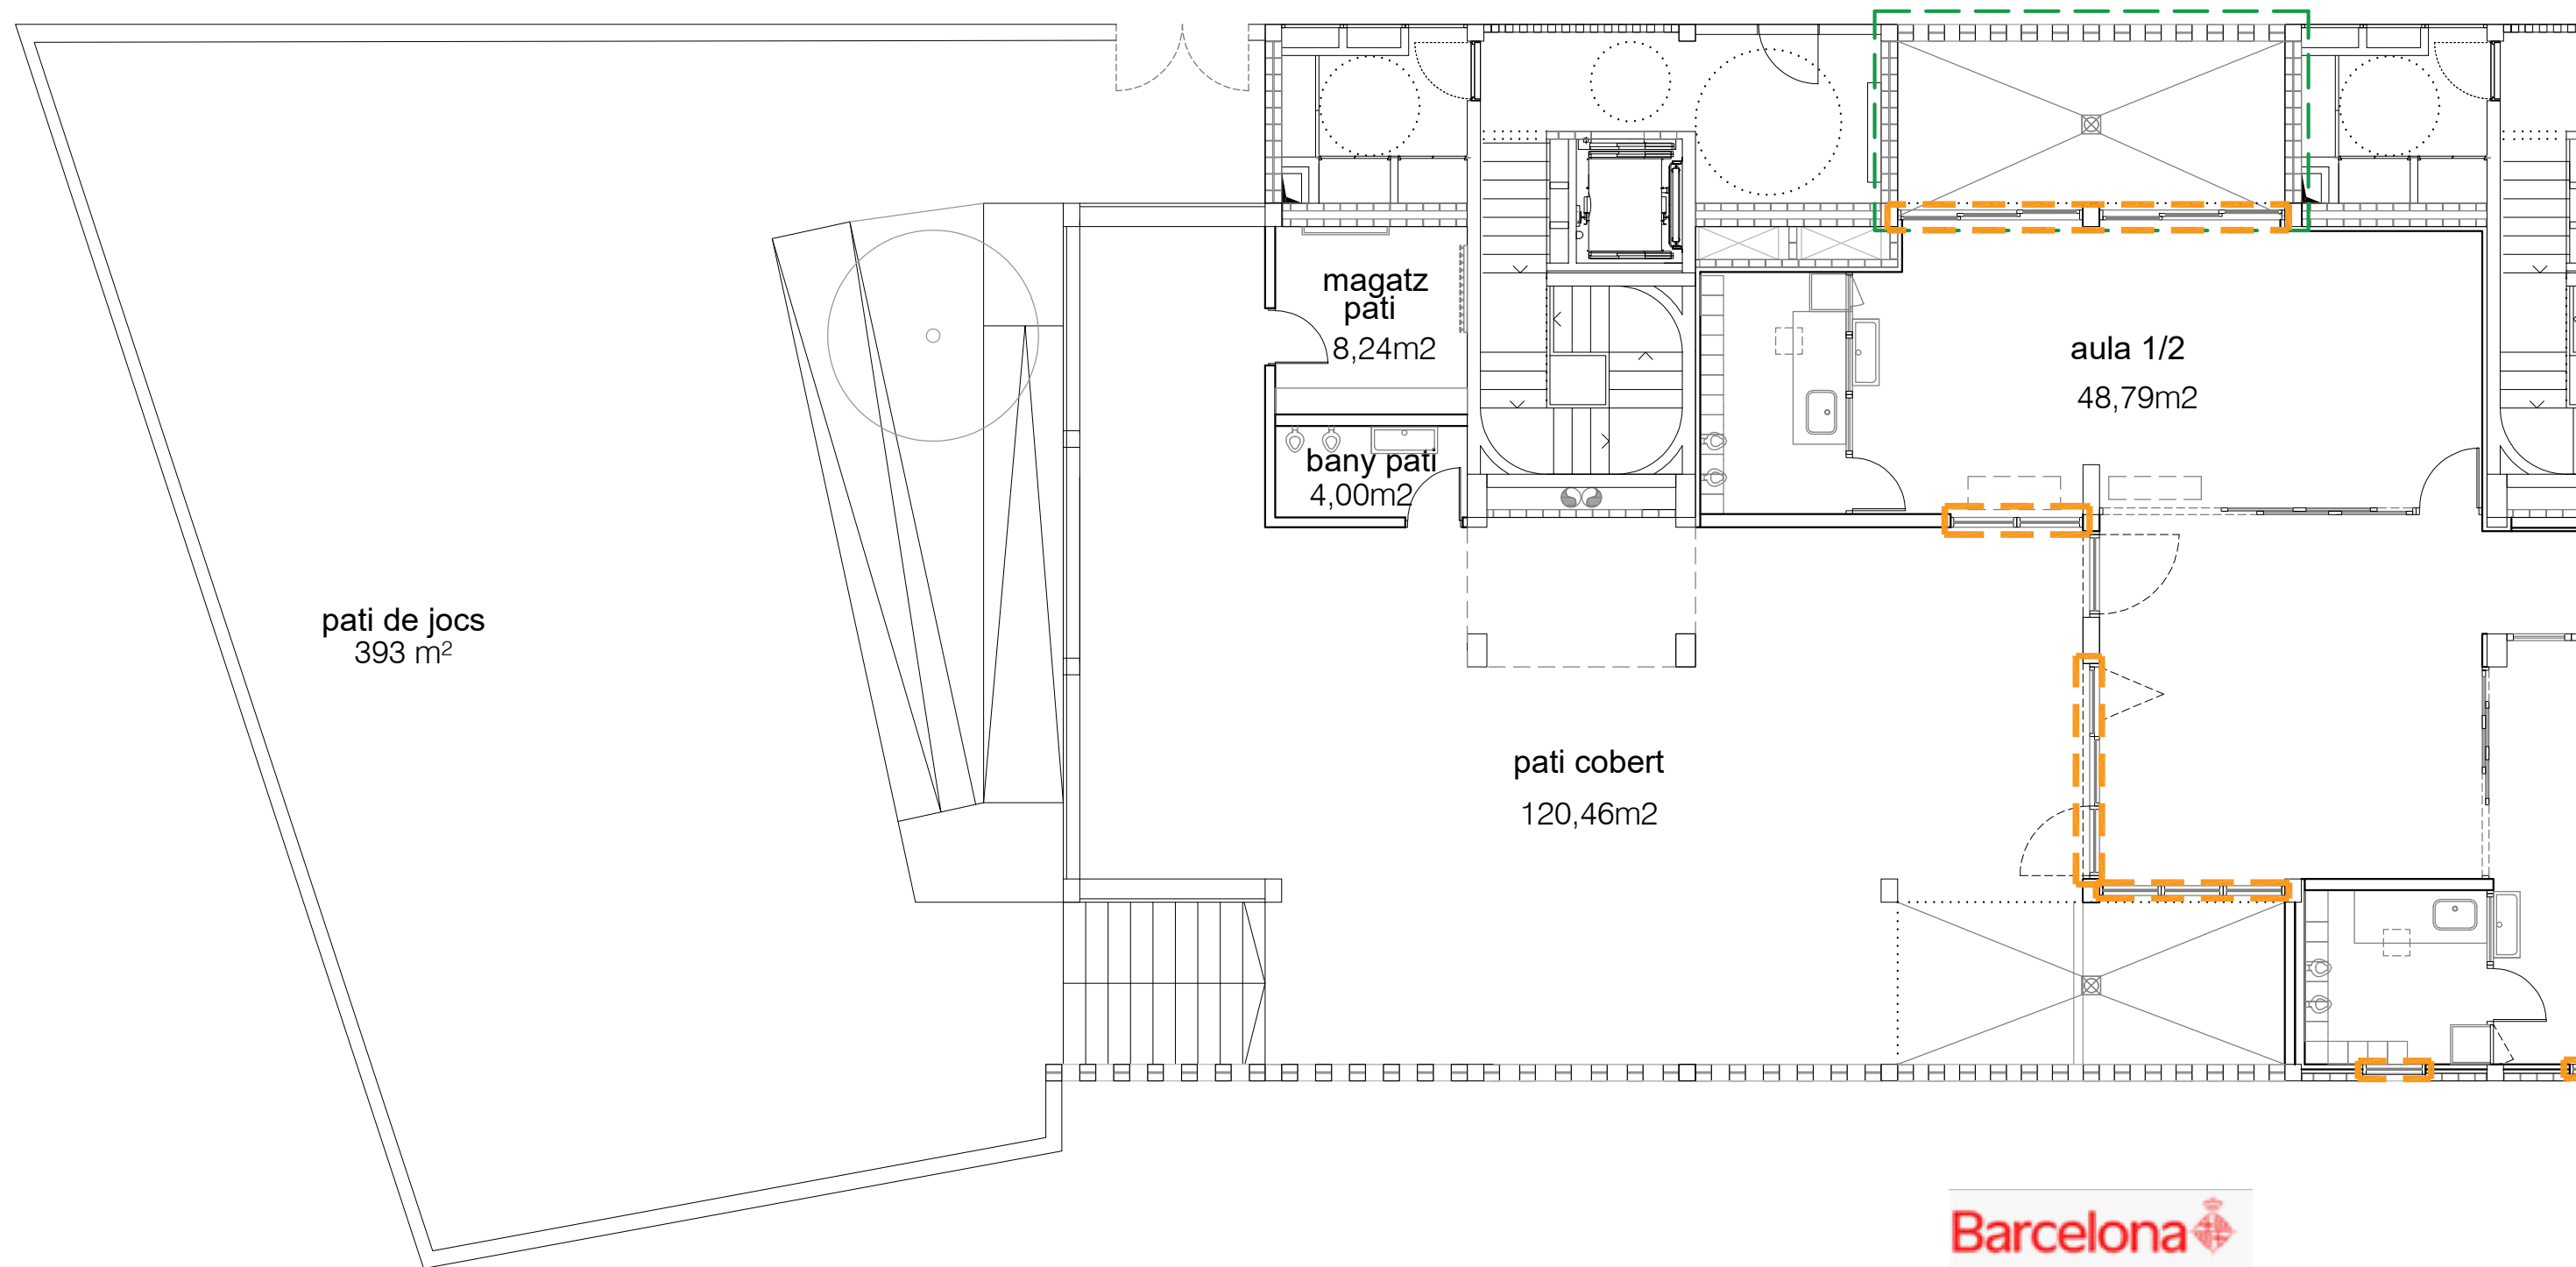 magatz
pati
8,24m2
bany pati
4,00m2
aula 1/2
48,79m2
pati de jocs
393 m²
pati cobert
120,46m2
Barcelona